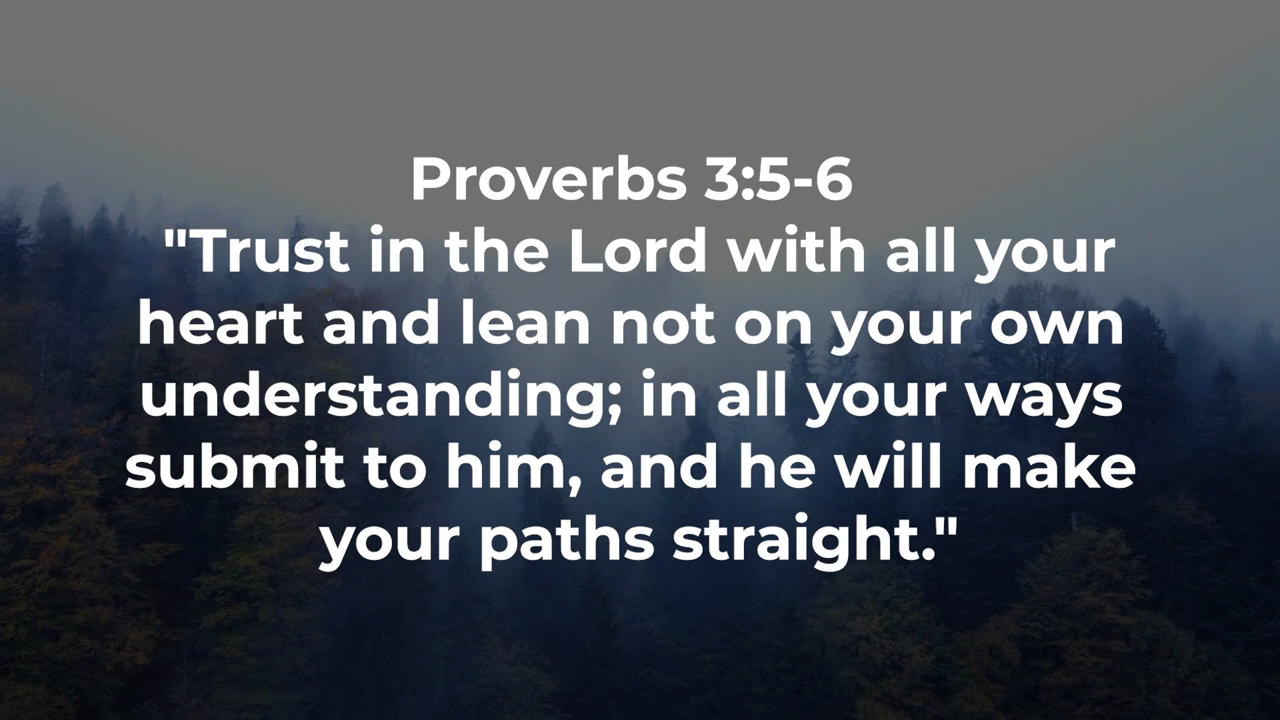 Proverbs 3:5-6
"Trust in the Lord with all your
heart and lean not on your own
understanding; in all your ways
submit to him, and he will make
your paths straight."